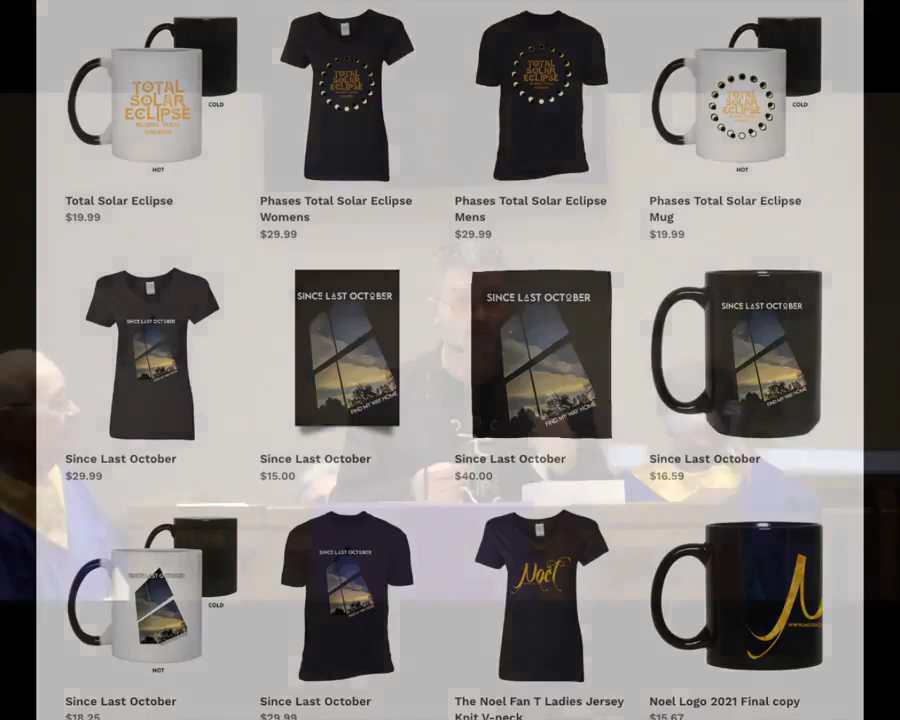 TOTAL
SOLAR
ECLIPSE
COLD
HOT
TOTAL
SOLAR
ECLIPSE
TOTAL
SOLAR
ECLIPSE
TOTAL
SOLAR
ECLIPSE
COLD
HOT
Total Solar Eclipse
$19.99
Phases Total Solar Eclipse
Womens
$29.99
Phases Total Solar Eclipse
Mens
$29.99
Phases Total Solar Eclipse
Mug
$19.99
SINCE LAST OCTOBER
SINCE LAST OCTOBER
FIND MY WAY HOME
SINCE LAST OCTOBER
FIND MY WAY HOME
SINCE LAST OCTOBER
FIND MY WAY HOME
Since Last October
$29.99
Since Last October
$15.00
Since Last October
$40.00
Since Last October
$16.59
SINCE LAST OCTOBER
COLD
HOT
SINCE LAST OCTOBER
Noel
Since Last October
$18.25
Since Last October
$29.99
The Noel Fan T Ladies Jersey
Knit V-neck
Noel Logo 2021 Final copy
$15.67